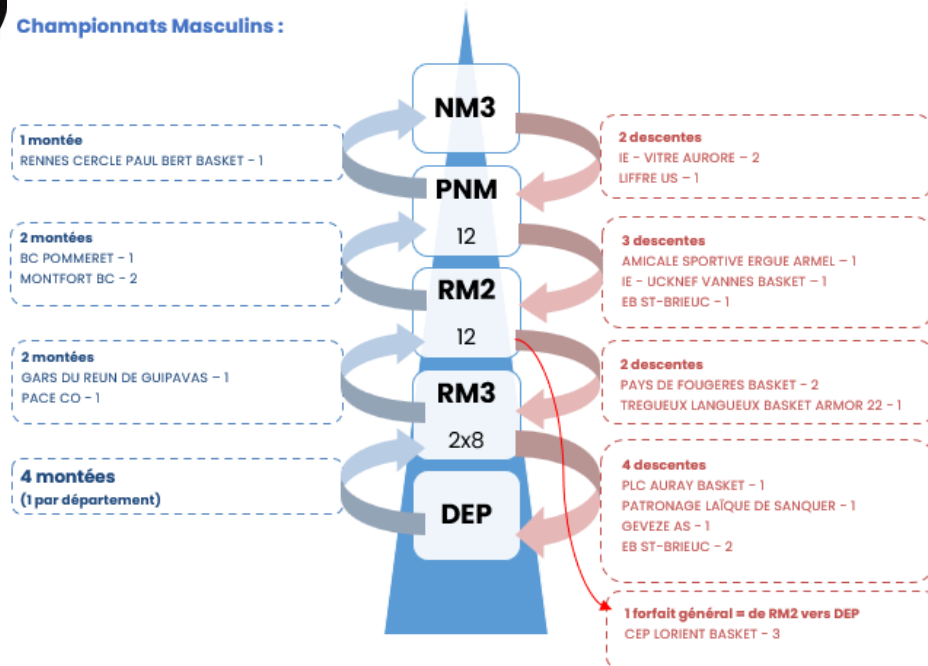 Championnats Masculins :
NM3
PNM
12
RM2
12
RM3
2x8
DEP
1 montée
RENNES CERCLE PAUL BERT BASKET - 1
2 montées
BC POMMERET - 1
MONTFORT BC - 2
2 montées
GARS DU REUN DE GUIPAVAS – 1
PACE CO - 1
4 montées
(1 par département)
2 descentes
IE - VITRE AURORE – 2
LIFFRE US – 1
3 descentes
AMICALE SPORTIVE ERGUE ARMEL – 1
IE - UCKNEF VANNES BASKET – 1
EB ST-BRIEUC - 1
2 descentes
PAYS DE FOUGERES BASKET - 2
TREGUEUX LANGUEUX BASKET ARMOR 22 - 1
4 descentes
PLC AURAY BASKET - 1
PATRONAGE LAÏQUE DE SANQUER - 1
GEVEZE AS - 1
EB ST-BRIEUC - 2
1 forfait général = de RM2 vers DEP
CEP LORIENT BASKET - 3